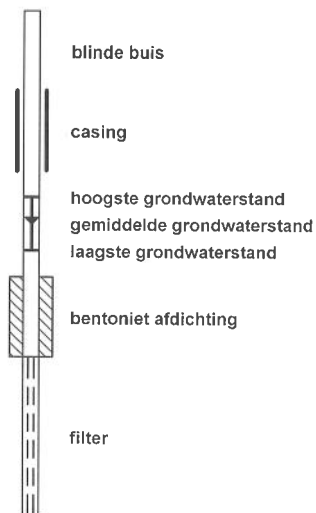 blinde buis
casing
hoogste grondwaterstand
gemiddelde grondwaterstand
laagste grondwaterstand
bentoniet afdichting
filter